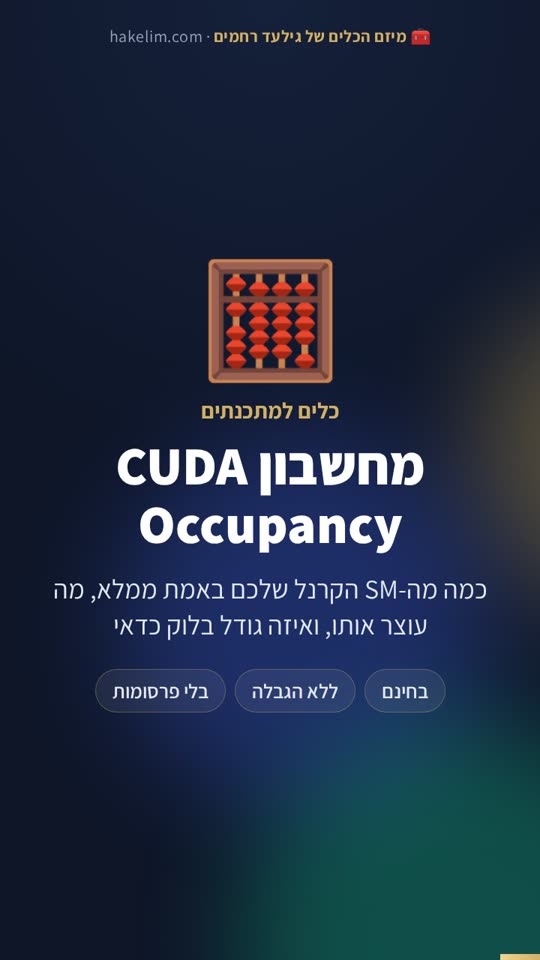 🧰 מיזם הכלים של גילעד רחמים · hakelim.com
כלים למתכנתים
מחשבון CUDA
Occupancy
כמה מה-SM הקרנל שלכם באמת ממלא, מה
עוצר אותו, ואיזה גודל בלוק כדאי
בחינם
ללא הגבלה
בלי פרסומות